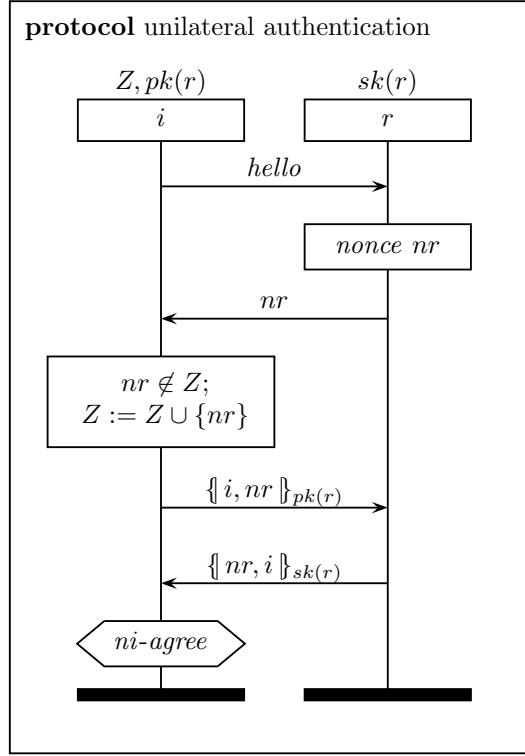 protocol unilateral authentication
Z, pk(r)
sk(r)
i
r
hello
nonce nr
nr
nr ∉ Z;
Z := Z ∪ {nr}
{| i, nr |}pk(r)
{| nr, i |}sk(r)
ni-agree